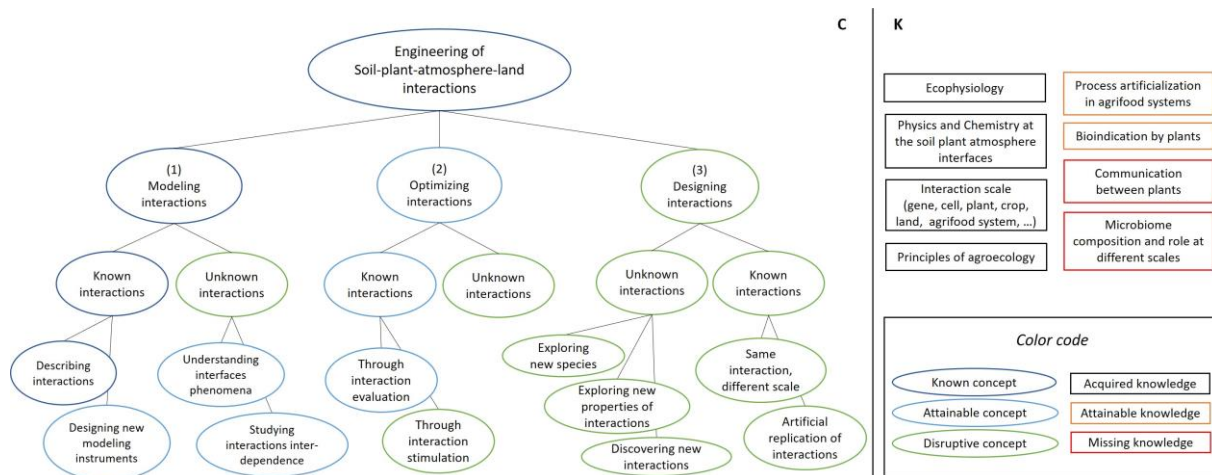 C
K
Engineering of
Soil-plant-atmosphere-land
interactions
(1)
Modeling
interactions
(2)
Optimizing
interactions
(3)
Designing
interactions
Known
interactions
Unknown
interactions
Known
interactions
Unknown
interactions
Unknown
interactions
Known
interactions
Describing
interactions
Designing new
modeling
instruments
Understanding
interfaces
phenomena
Studying
interactions inter-
dependence
Through
interaction
evaluation
Through
interaction
stimulation
Exploring
new species
Exploring new
properties of
interactions
Discovering new
interactions
Same
interaction,
different scale
Artificial
replication of
interactions
Ecophysiology
Physics and Chemistry at
the soil plant atmosphere
interfaces
Interaction scale
(gene, cell, plant, crop,
land, agrifood system, ...)
Principles of agroecology
Process artificialization
in agrifood systems
Bioindication by plants
Communication
between plants
Microbiome
composition and role at
different scales
Color code
Known concept
Attainable concept
Disruptive concept
Acquired knowledge
Attainable knowledge
Missing knowledge